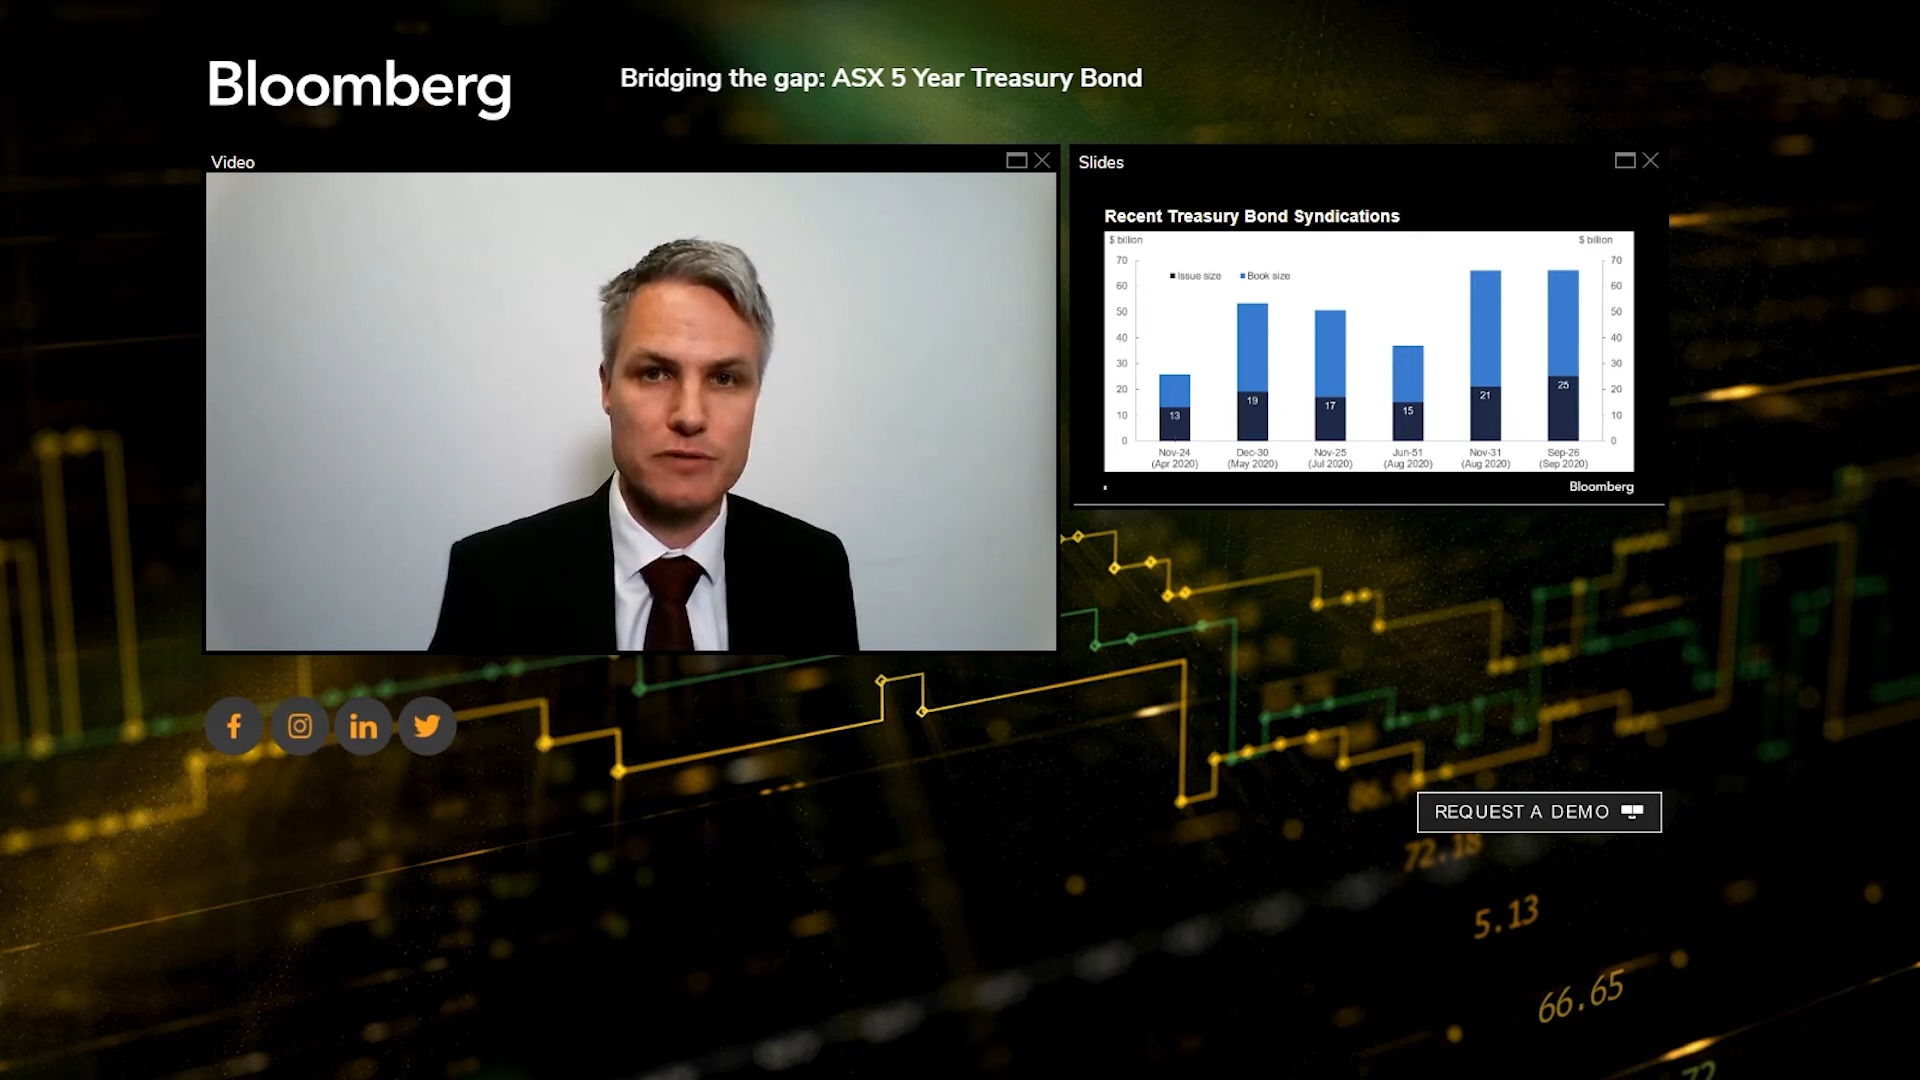 Bloomberg
Bridging the gap: ASX 5 Year Treasury Bond
Video
Slides
Recent Treasury Bond Syndications
$ billion
$ billion
Issue size
Book size
70
60
50
40
30
20
10
0
70
60
50
40
30
20
10
0
13
19
17
15
21
25
Nov-24
(Apr 2020)
Dec-30
(May 2020)
Nov-25
(Jul 2020)
Jun-51
(Aug 2020)
Nov-31
(Aug 2020)
Sep-26
(Sep 2020)
Bloomberg
REQUEST A DEMO
72.18
5.13
66.65
72